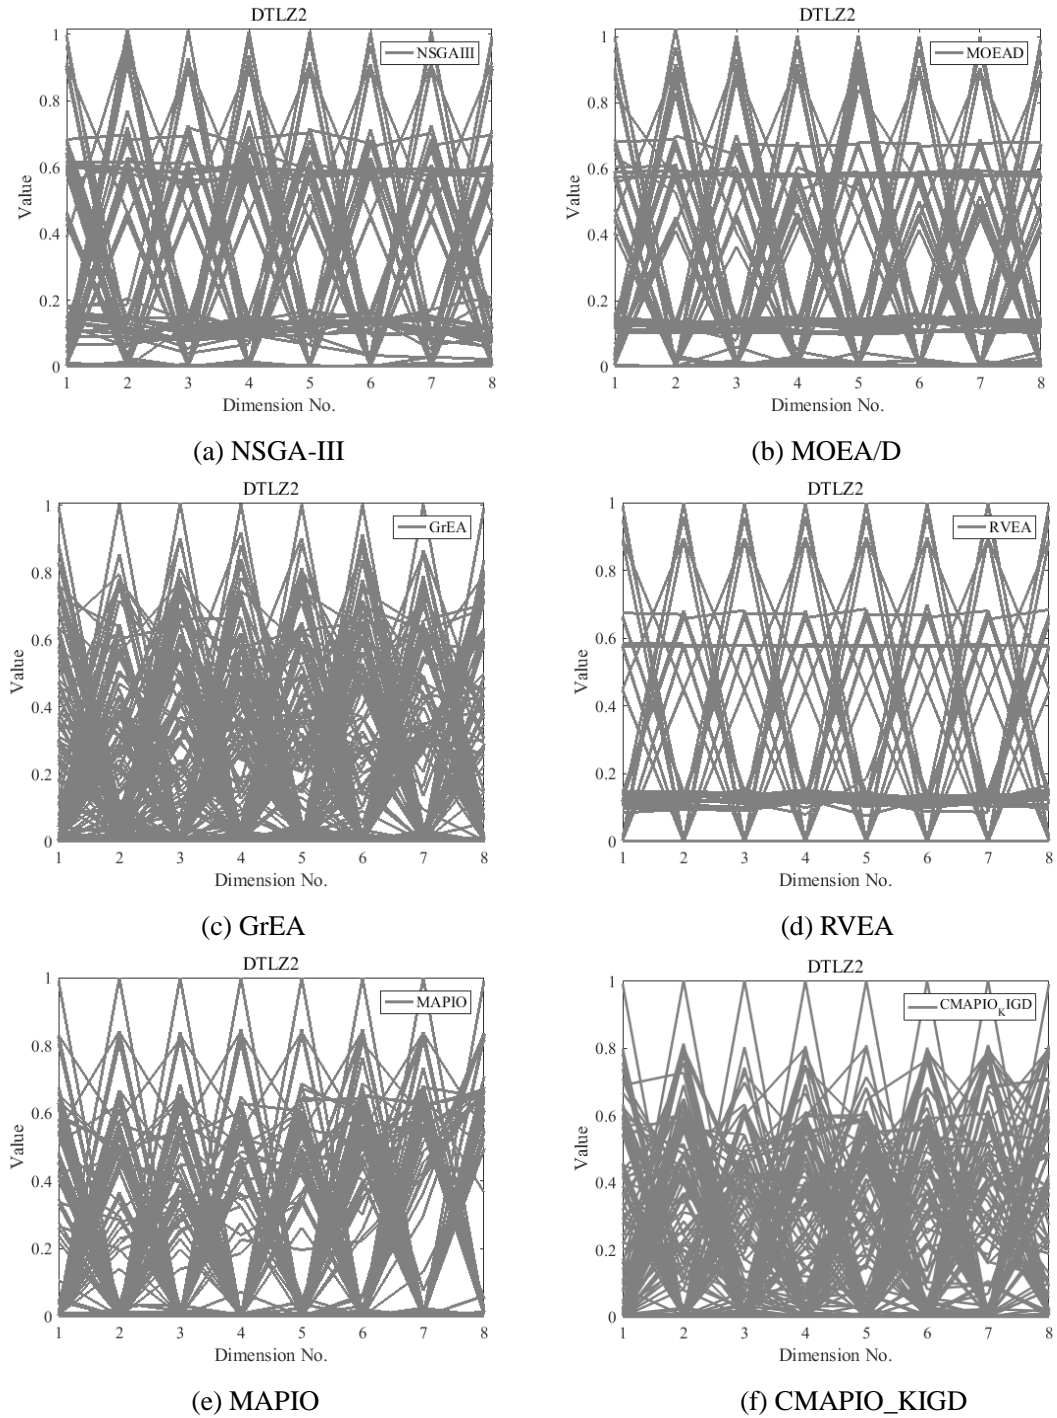 DTLZ2
NSGAIII
1
0.8
0.6
0.4
0.2
0
Value
1 2 3 4 5 6 7 8
Dimension No.
(a) NSGA-III
DTLZ2
MOEAD
1
0.8
0.6
0.4
0.2
0
Value
1 2 3 4 5 6 7 8
Dimension No.
(b) MOEA/D
DTLZ2
GrEA
1
0.8
0.6
0.4
0.2
0
Value
1 2 3 4 5 6 7 8
Dimension No.
(c) GrEA
DTLZ2
RVEA
1
0.8
0.6
0.4
0.2
0
Value
1 2 3 4 5 6 7 8
Dimension No.
(d) RVEA
DTLZ2
MAPIO
1
0.8
0.6
0.4
0.2
0
Value
1 2 3 4 5 6 7 8
Dimension No.
(e) MAPIO
DTLZ2
CMAPIO_KIGD
1
0.8
0.6
0.4
0.2
0
Value
1 2 3 4 5 6 7 8
Dimension No.
(f) CMAPIO_KIGD